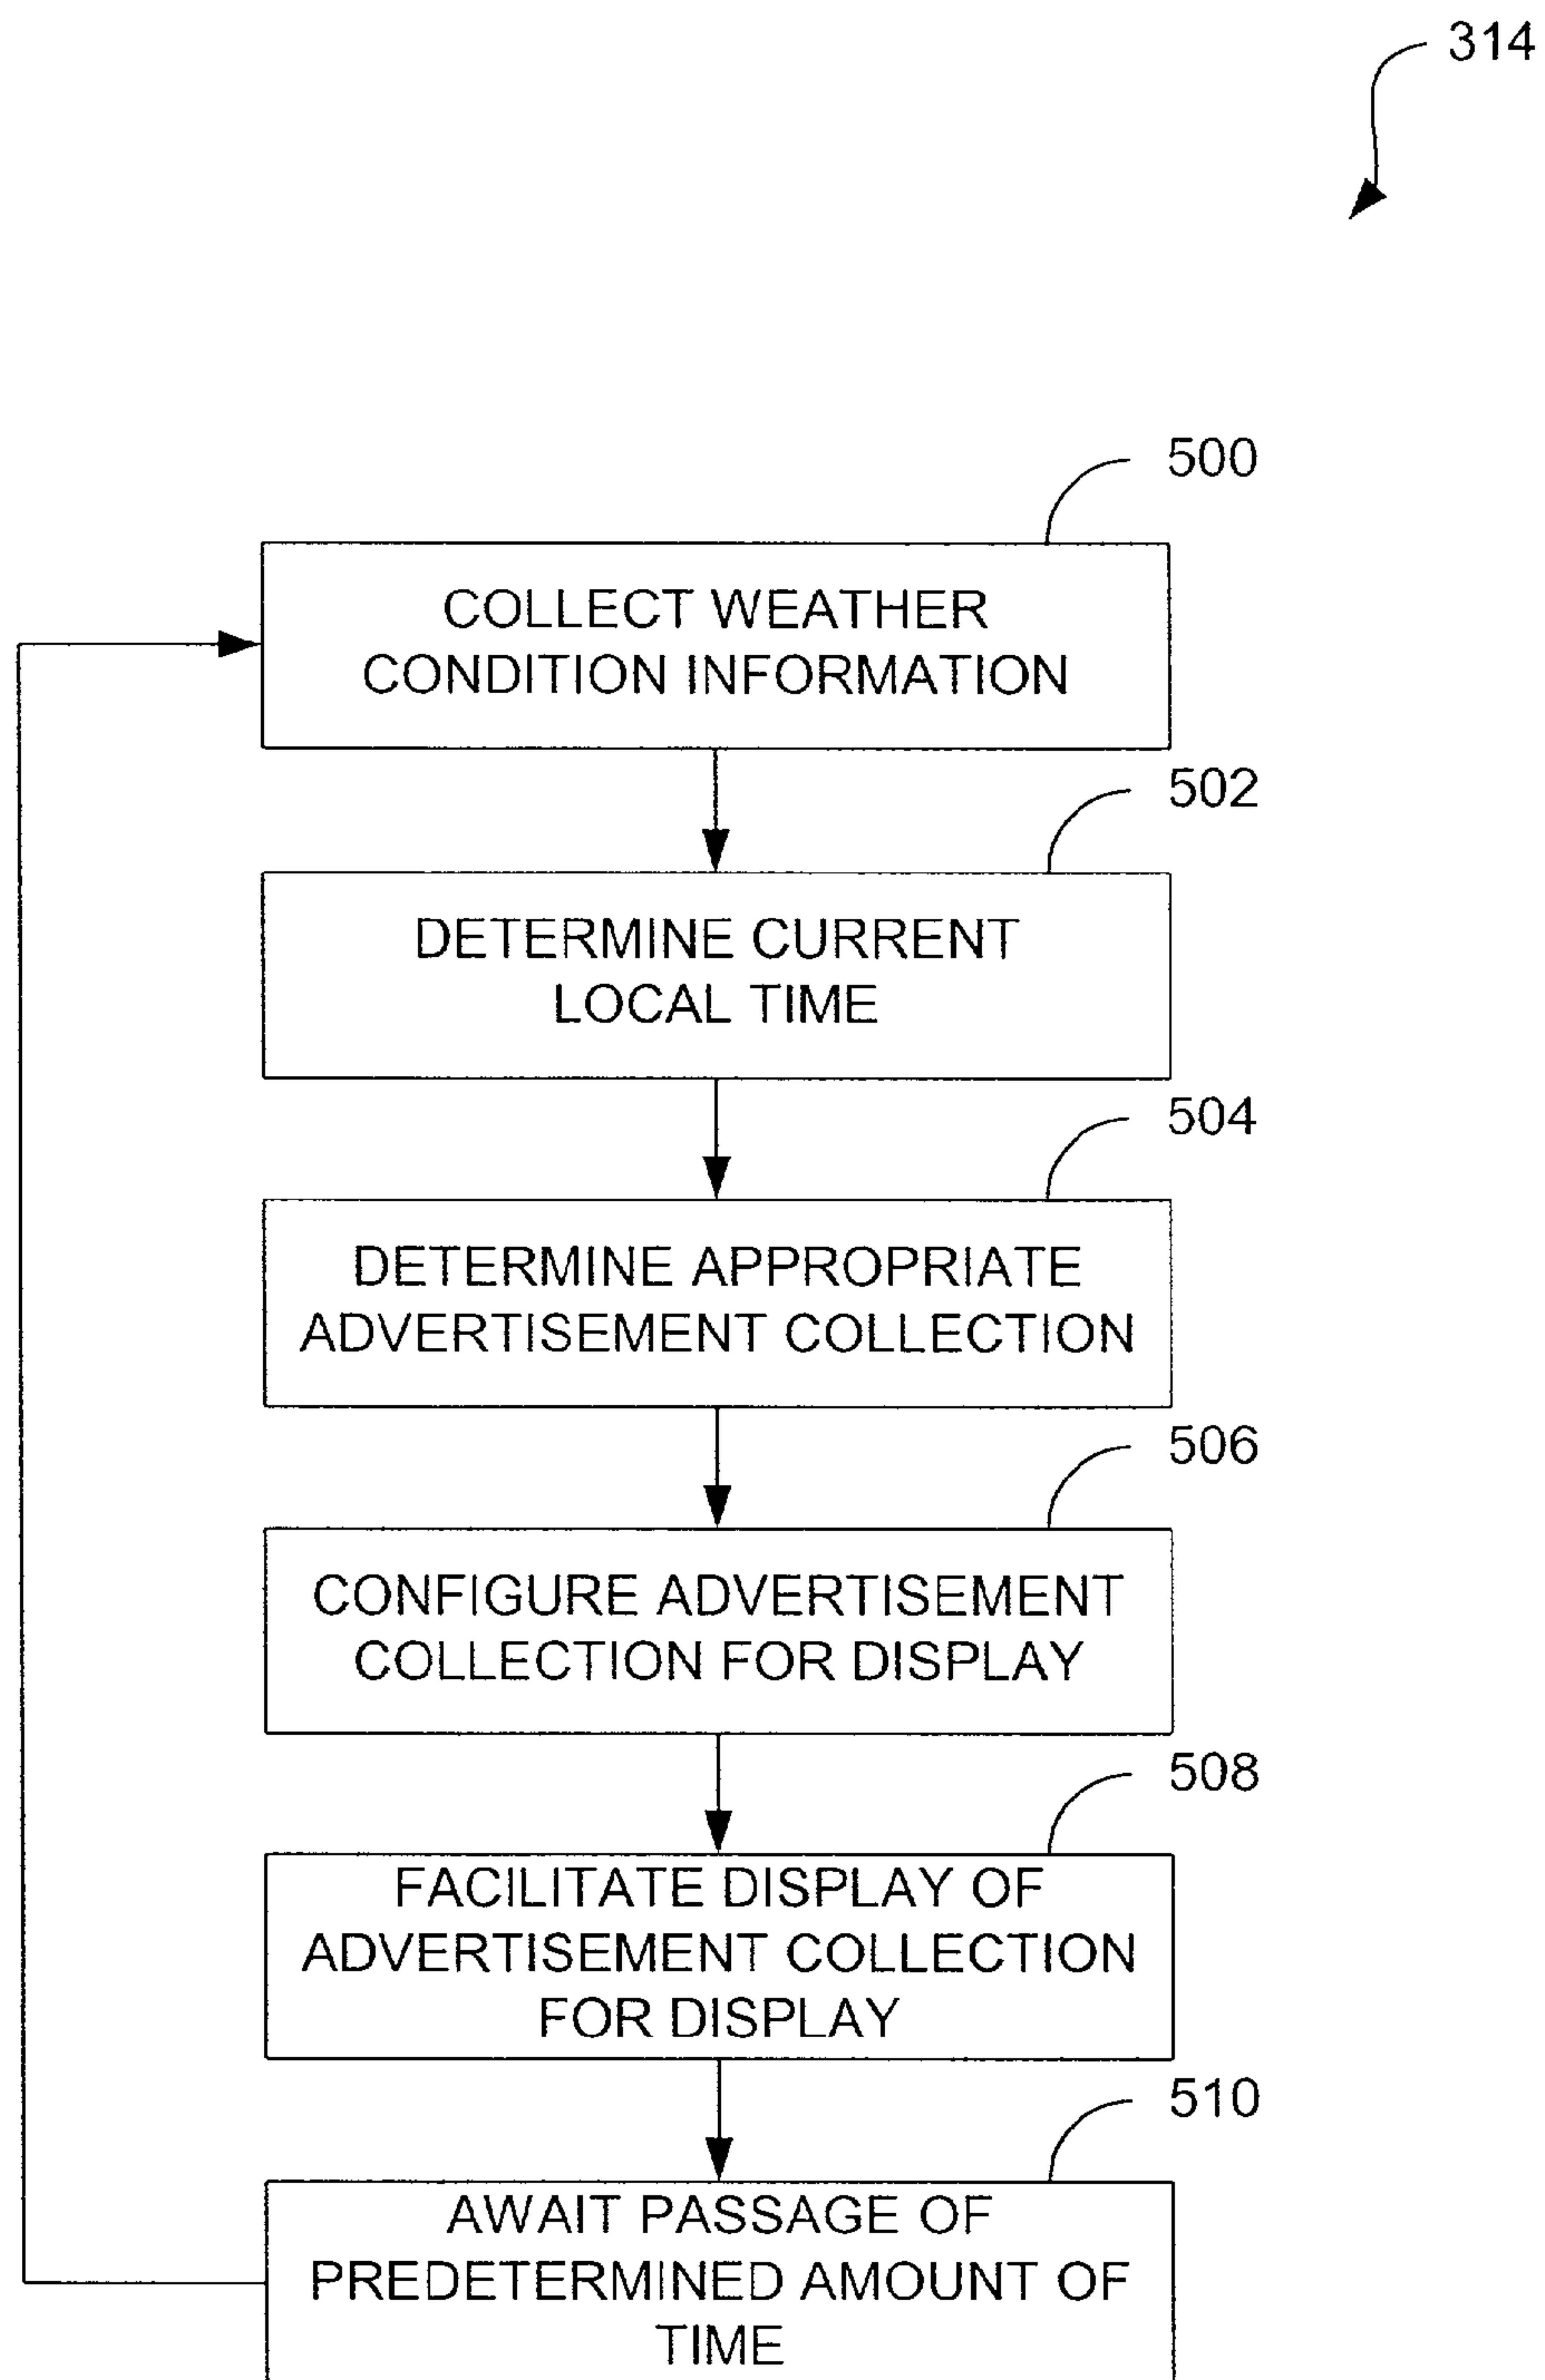 314
500
COLLECT WEATHER
CONDITION INFORMATION
502
DETERMINE CURRENT
LOCAL TIME
504
DETERMINE APPROPRIATE
ADVERTISEMENT COLLECTION
506
CONFIGURE ADVERTISEMENT
COLLECTION FOR DISPLAY
508
FACILITATE DISPLAY OF
ADVERTISEMENT COLLECTION
FOR DISPLAY
510
AWAIT PASSAGE OF
PREDETERMINED AMOUNT OF
TIME